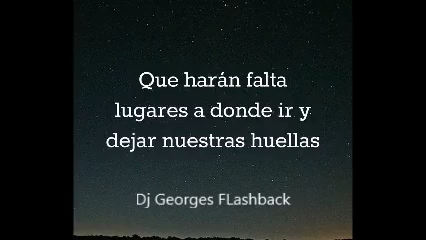 Que harán falta
lugares a donde ir y
dejar nuestras huellas
Dj Georges FLashback